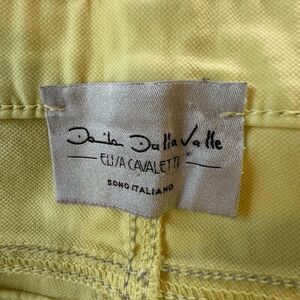 Daniela Dallavalle
ELISA CAVALETTI
SONO ITALIANO